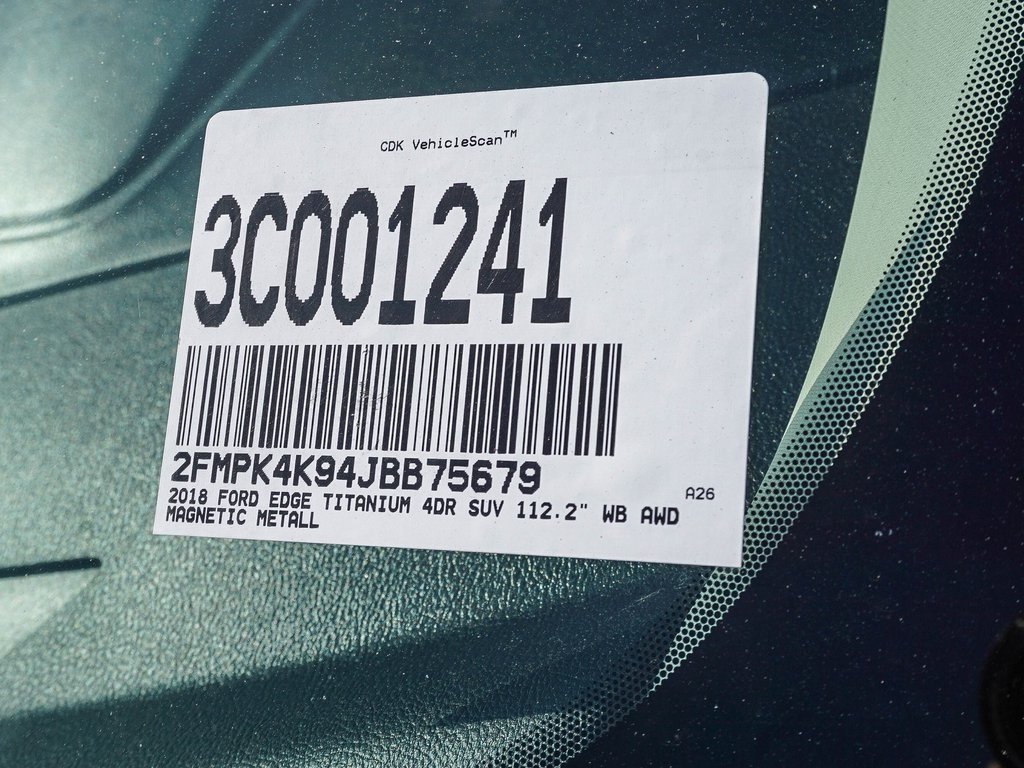 CDK VehicleScan™
3C001241
2FMPK4K94JBB75679
A26
2018 FORD EDGE TITANIUM 4DR SUV 112.2" WB AWD
MAGNETIC METALL